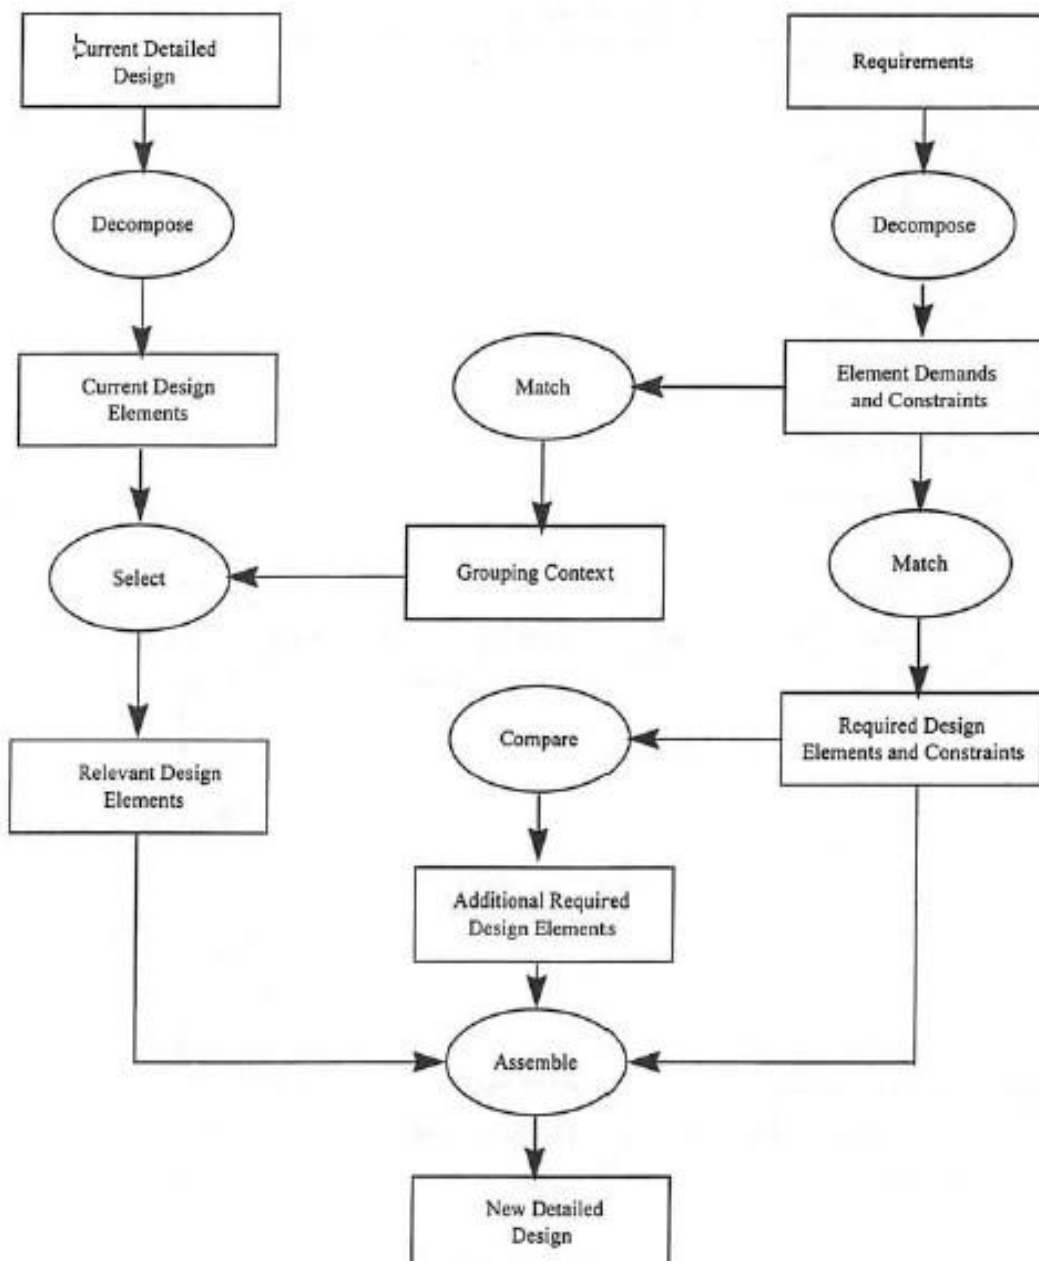 Current Detailed
Design
Requirements
Decompose
Decompose
Current Design
Elements
Match
Element Demands
and Constraints
Select
Grouping Context
Match
Relevant Design
Elements
Compare
Required Design
Elements and Constraints
Additional Required
Design Elements
Assemble
New Detailed
Design